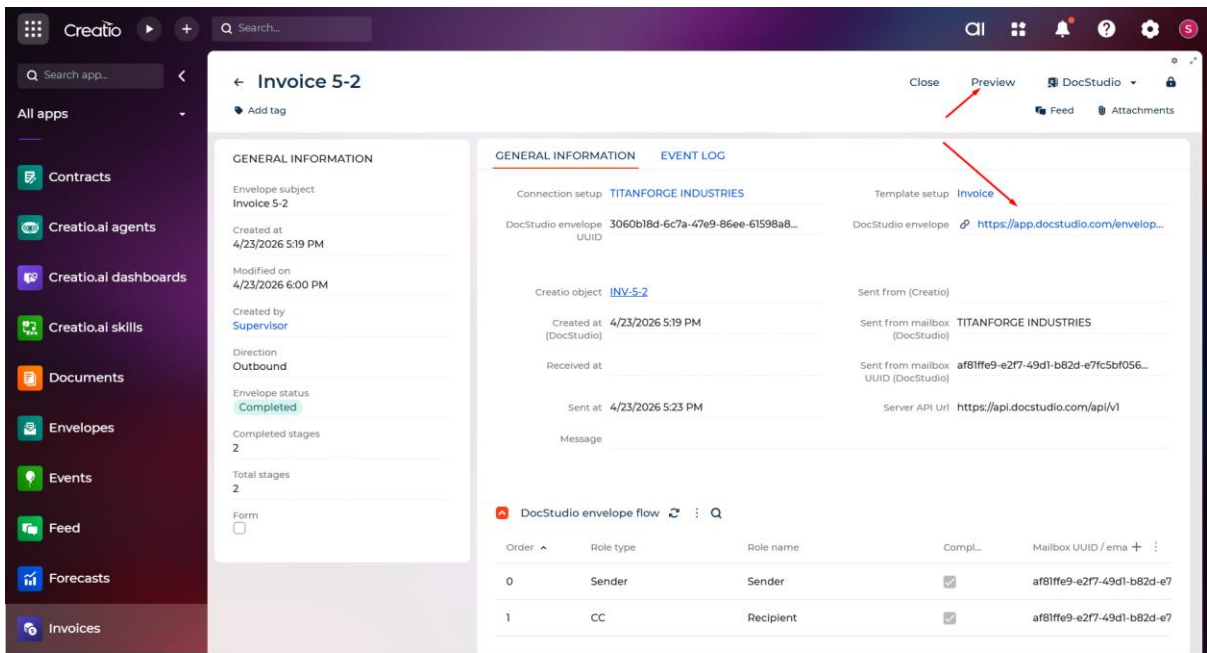 Creatio
Search...
ai
S
Search app...
All apps
Contracts
Creatio.ai agents
Creatio.ai dashboards
Creatio.ai skills
Documents
Envelopes
Events
Feed
Forecasts
Invoices
Invoice 5-2
Close
Preview
DocStudio
Add tag
Feed
Attachments
GENERAL INFORMATION
Envelope subject
Invoice 5-2
Created at
4/23/2026 5:19 PM
Modified on
4/23/2026 6:00 PM
Created by
Supervisor
Direction
Outbound
Envelope status
Completed
Completed stages
2
Total stages
2
Form
GENERAL INFORMATION EVENT LOG
Connection setup TITANFORGE INDUSTRIES
Template setup Invoice
DocStudio envelope UUID 3060b18d-6c7a-47e9-86ee-61598a8...
DocStudio envelope https://app.docstudio.com/envelop...
Creatio object INV-5-2
Sent from (Creatio)
Created at (DocStudio) 4/23/2026 5:19 PM
Sent from mailbox (DocStudio) TITANFORGE INDUSTRIES
Received at
Sent from mailbox UUID (DocStudio) af81ffe9-e2f7-49d1-b82d-e7fc5bf056...
Sent at 4/23/2026 5:23 PM
Server API Url https://api.docstudio.com/api/v1
Message
DocStudio envelope flow
Order Role type Role name Compl... Mailbox UUID / ema
0 Sender Sender af81ffe9-e2f7-49d1-b82d-e7
1 CC Recipient af81ffe9-e2f7-49d1-b82d-e7